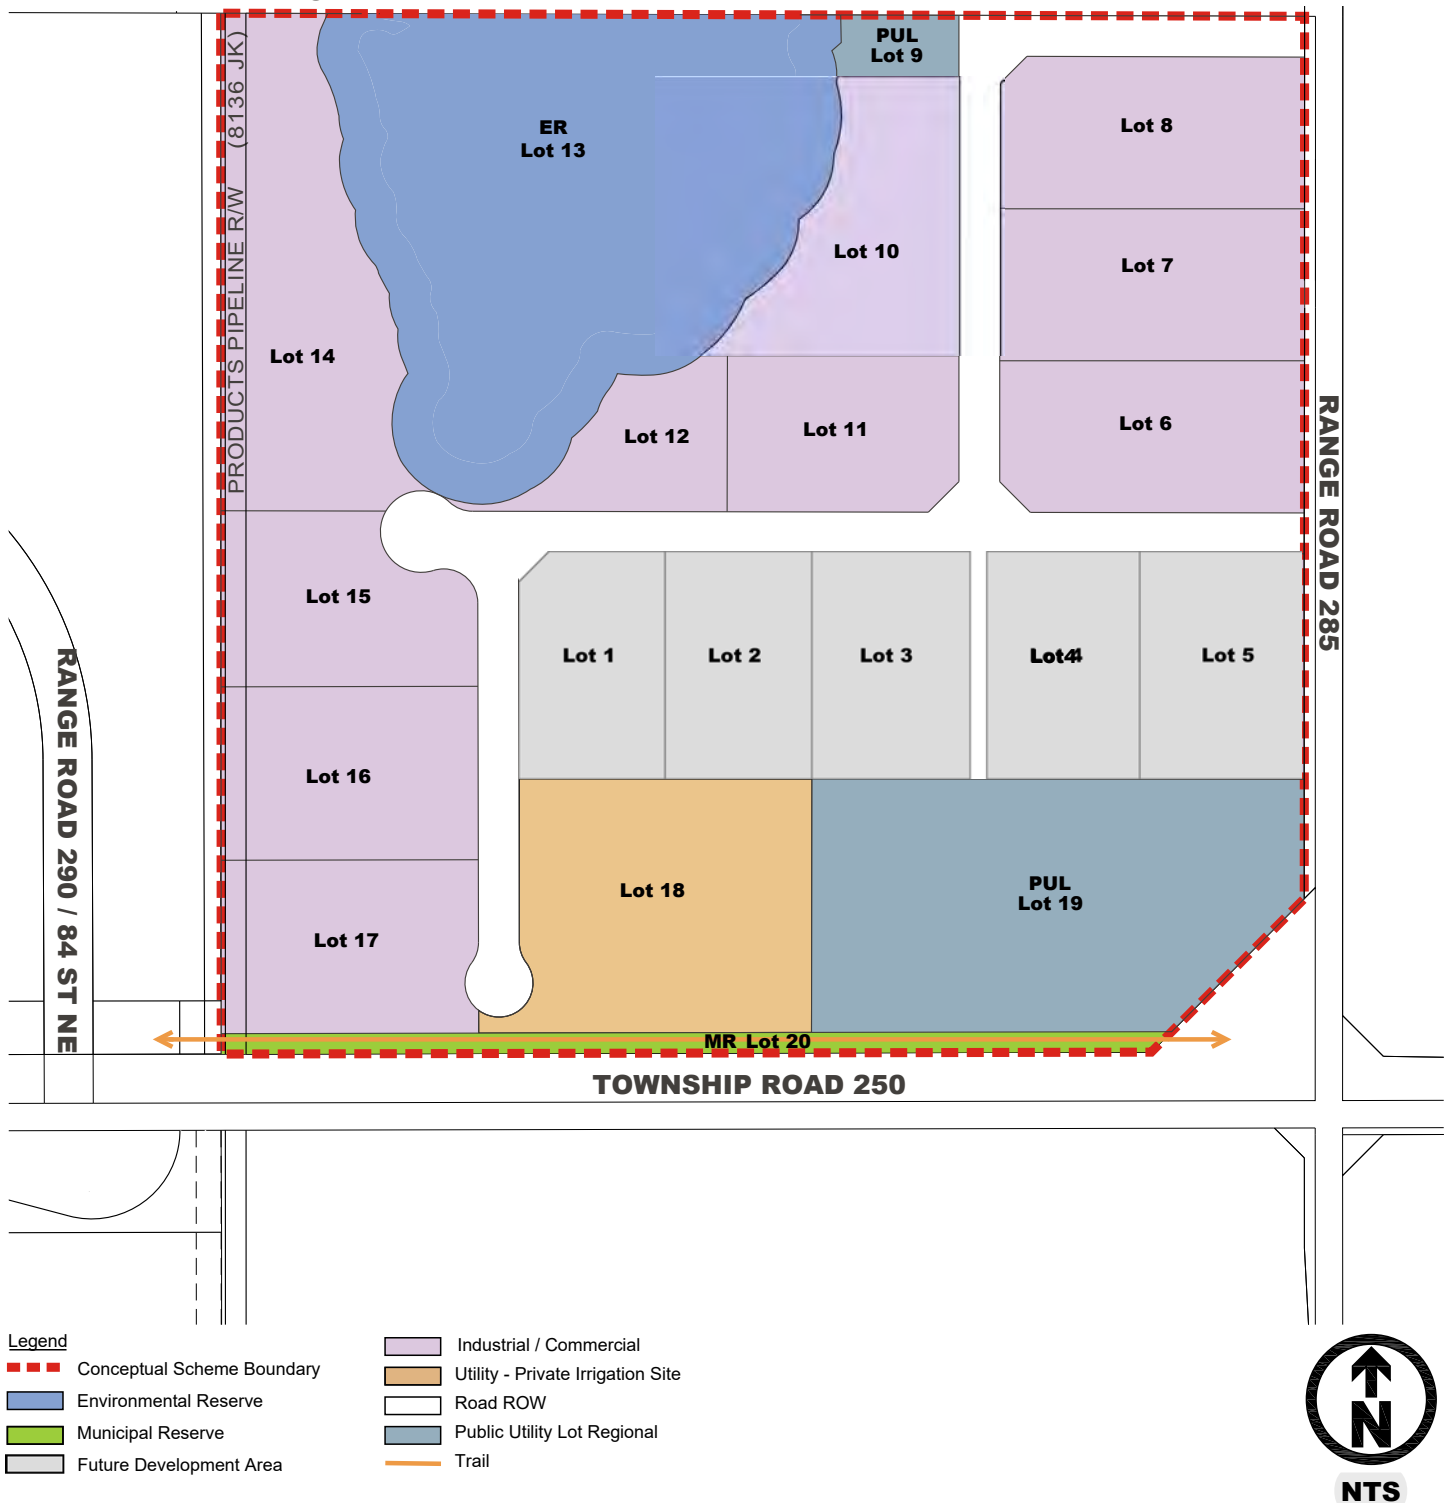 PUL
Lot 9
(8136 JK)
PRODUCTS PIPELINE R/W
ER
Lot 13
Lot 8
Lot 10
Lot 7
Lot 14
Lot 12
Lot 11
Lot 6
RANGE ROAD 285
Lot 15
Lot 1
Lot 2
Lot 3
Lot4
Lot 5
RANGE ROAD 290 / 84 ST NE
Lot 16
Lot 18
PUL
Lot 19
Lot 17
MR Lot 20
TOWNSHIP ROAD 250
Legend
Conceptual Scheme Boundary
Environmental Reserve
Municipal Reserve
Future Development Area
Industrial / Commercial
Utility - Private Irrigation Site
Road ROW
Public Utility Lot Regional
Trail
N
NTS